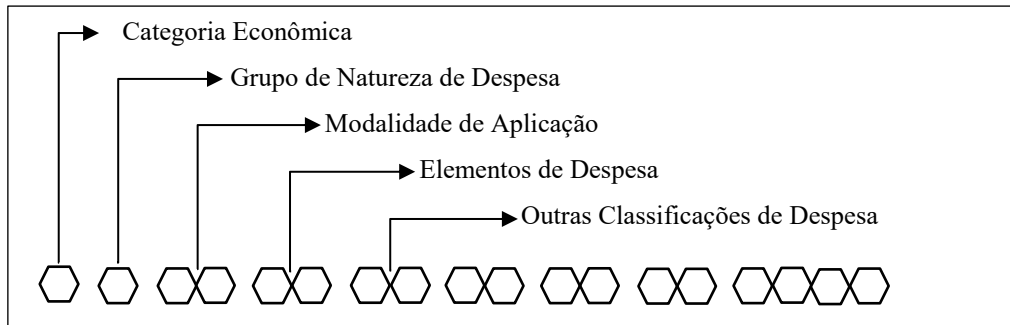 Categoria Econômica
Grupo de Natureza de Despesa
Modalidade de Aplicação
Elementos de Despesa
Outras Classificações de Despesa